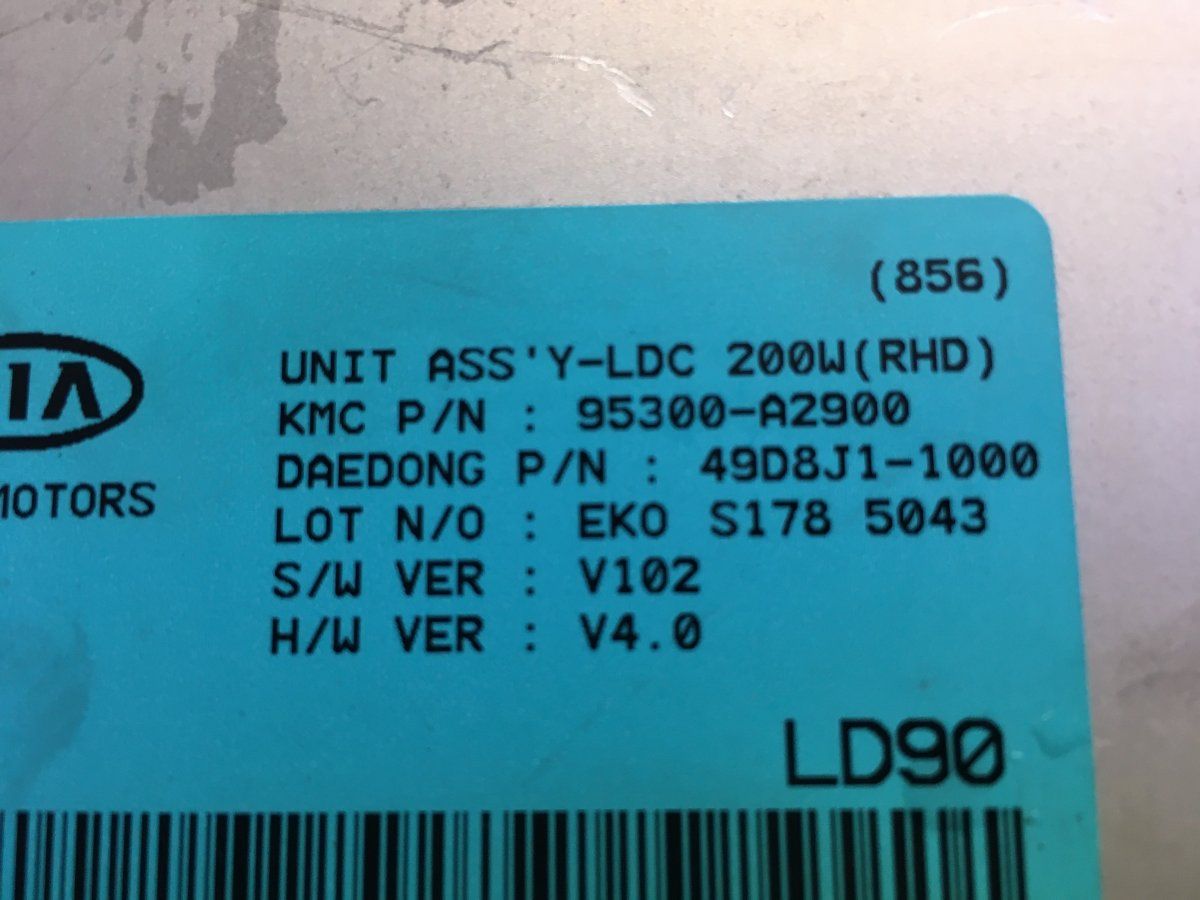 (856)
UNIT ASS'Y-LDC 200W(RHD)
KMC P/N : 95300-A2900
DAEDONG P/N : 49D8J1-1000
LOT N/O : EKO S178 5043
S/W VER : V102
H/W VER : V4.0
IA
MOTORS
LD90